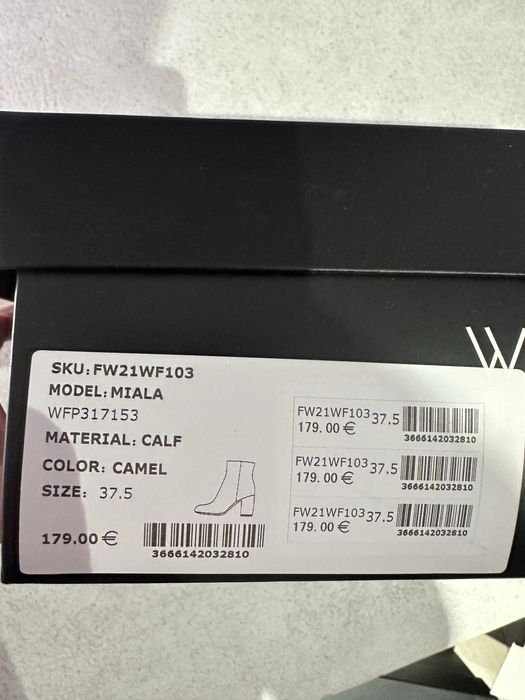 W
SKU: FW21WF103
MODEL: MIALA
WFP317153
MATERIAL: CALF
COLOR: CAMEL
SIZE: 37.5
179.00 €
3666142032810
FW21WF103 37.5
179.00 €
3666142032810
FW21WF103 37.5
179.00 €
3666142032810
FW21WF103 37.5
179.00 €
3666142032810